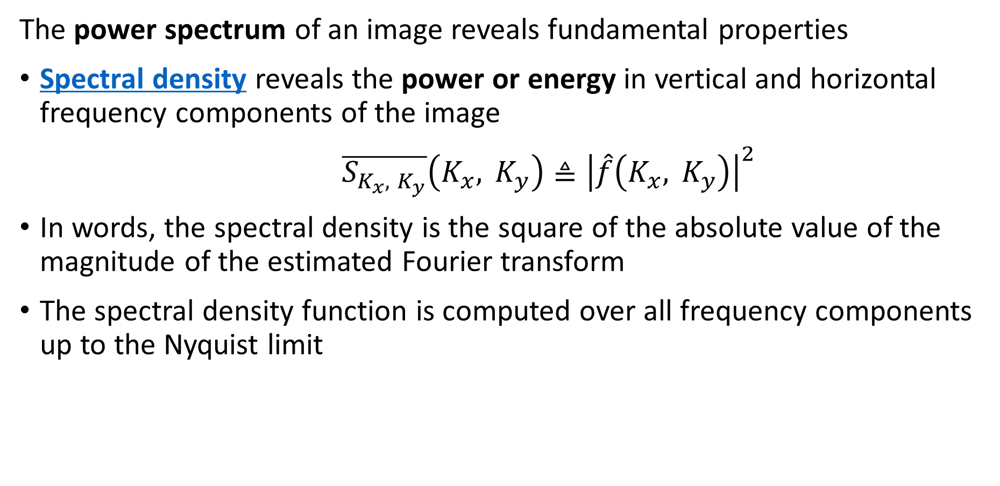 The power spectrum of an image reveals fundamental properties
• Spectral density reveals the power or energy in vertical and horizontal
frequency components of the image
$\overline{S_{K_x,\ K_y}}(K_x,\ K_y) \triangleq |\hat{f}(K_x,\ K_y)|^2$
• In words, the spectral density is the square of the absolute value of the
magnitude of the estimated Fourier transform
• The spectral density function is computed over all frequency components
up to the Nyquist limit